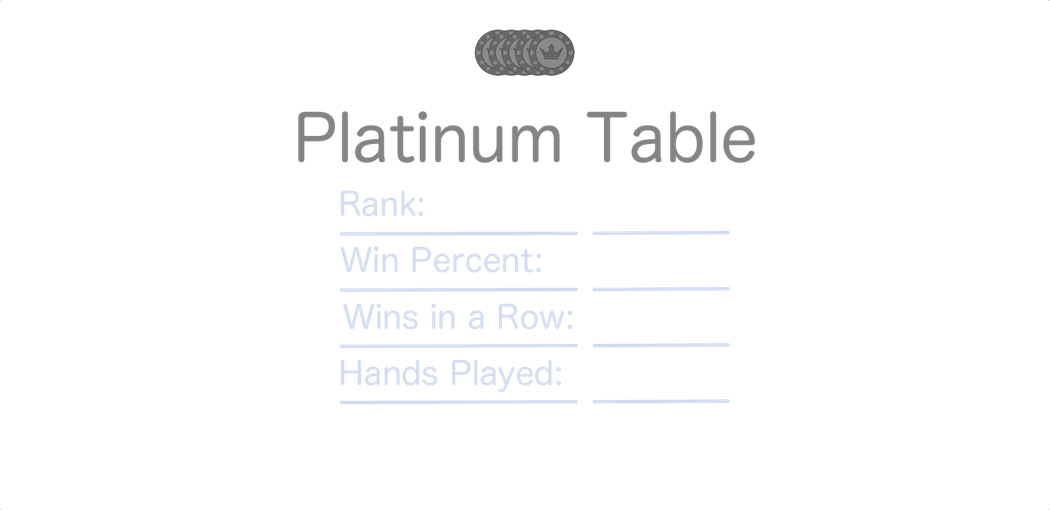 Platinum Table
Rank:
Win Percent:
Wins in a Row:
Hands Played: